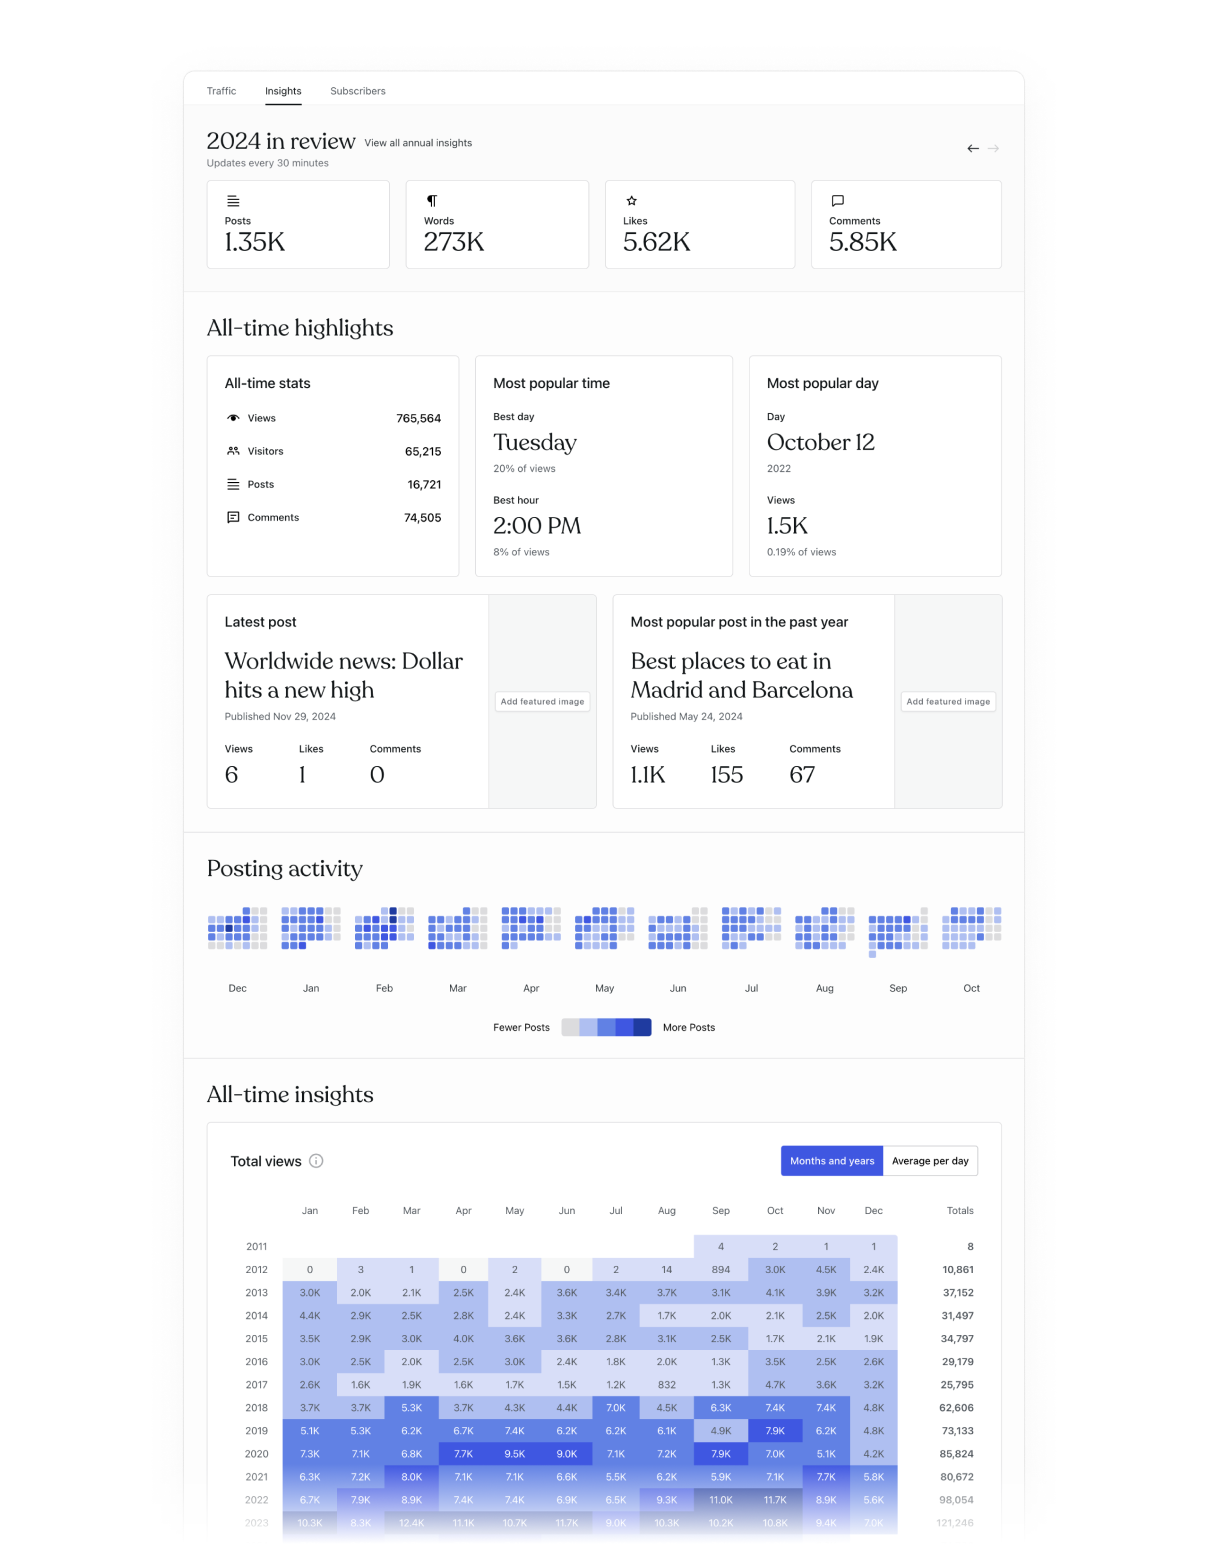 Traffic Insights Subscribers
2024 in review View all annual insights
Updates every 30 minutes
Posts Words Likes Comments
1.35K 273K 5.62K 5.85K
All-time highlights
All-time stats
Views 765,564
Visitors 65,215
Posts 16,721
Comments 74,505
Most popular time
Best day
Tuesday
20% of views
Best hour
2:00 PM
8% of views
Most popular day
Day
October 12
2022
Views
1.5K
0.19% of views
Latest post
Worldwide news: Dollar
hits a new high
Published Nov 29, 2024
Views Likes Comments
6 1 0
Add featured image
Most popular post in the past year
Best places to eat in
Madrid and Barcelona
Published May 24, 2024
Views Likes Comments
1.1K 155 67
Add featured image
Posting activity
Dec Jan Feb Mar Apr May Jun Jul Aug Sep Oct
Fewer Posts More Posts
All-time insights
Total views Months and years Average per day
Jan Feb Mar Apr May Jun Jul Aug Sep Oct Nov Dec Totals
2011 4 2 1 1 8
2012 0 3 1 0 2 0 2 14 894 3.0K 4.5K 2.4K 10,861
2013 3.0K 2.0K 2.1K 2.5K 2.4K 3.6K 3.4K 3.7K 3.1K 4.1K 3.9K 3.2K 37,152
2014 4.4K 2.9K 2.5K 2.8K 2.4K 3.3K 2.7K 1.7K 2.0K 2.1K 2.5K 2.0K 31,497
2015 3.5K 2.9K 3.0K 4.0K 3.6K 3.6K 2.8K 3.1K 2.5K 1.7K 2.1K 1.9K 34,797
2016 3.0K 2.5K 2.0K 2.5K 3.0K 2.4K 1.8K 2.0K 1.3K 3.5K 2.5K 2.6K 29,179
2017 2.6K 1.6K 1.9K 1.6K 1.7K 1.5K 1.2K 832 1.3K 4.7K 3.6K 3.2K 25,795
2018 3.7K 3.7K 5.3K 3.7K 4.3K 4.4K 7.0K 4.5K 6.3K 7.4K 7.4K 4.8K 62,606
2019 5.1K 5.3K 6.2K 6.7K 7.4K 6.2K 6.2K 6.1K 4.9K 7.9K 6.2K 4.8K 73,133
2020 7.3K 7.1K 6.8K 7.7K 9.5K 9.0K 7.1K 7.2K 7.9K 7.0K 5.1K 4.2K 85,824
2021 6.3K 7.2K 8.0K 7.1K 7.1K 6.6K 5.5K 6.2K 5.9K 7.1K 7.7K 5.8K 80,672
2022 6.7K 7.9K 8.9K 7.4K 7.4K 6.9K 6.5K 9.3K 11.0K 11.7K 8.9K 5.6K 98,054
2023 10.3K 8.3K 12.4K 11.1K 10.7K 11.7K 9.0K 10.3K 10.2K 10.8K 9.4K 7.0K 121,246